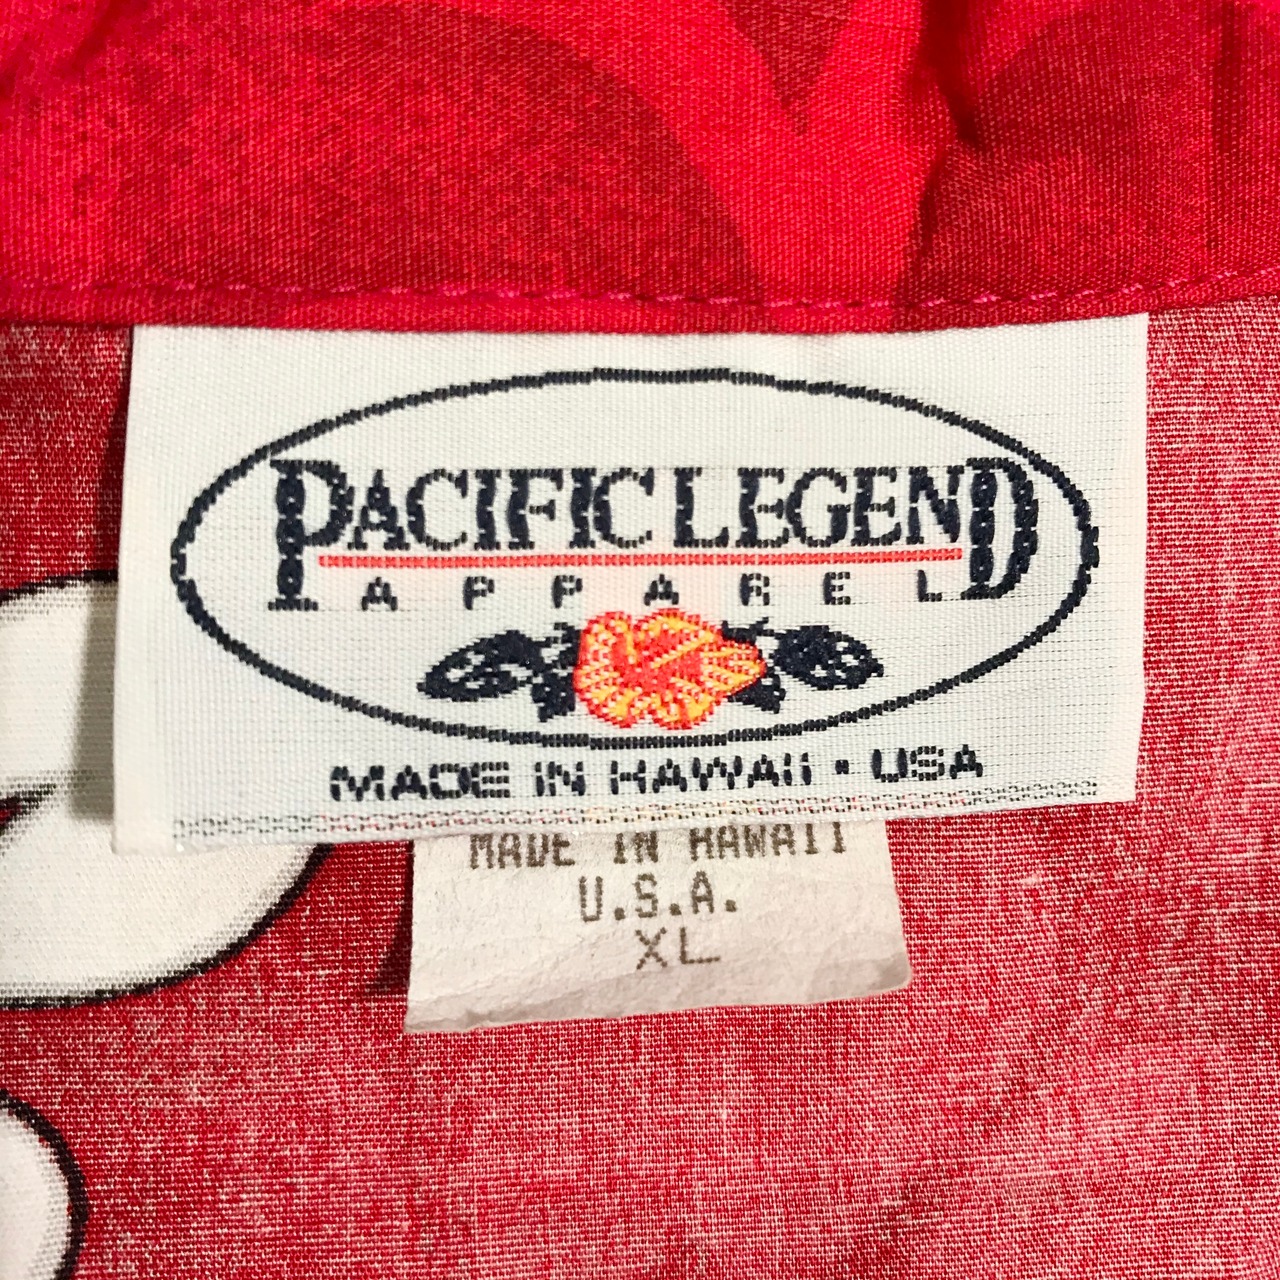 PACIFIC LEGEND
APPAREL
MADE IN HAWAII · USA
MADE IN HAWAII
U.S.A.
XL